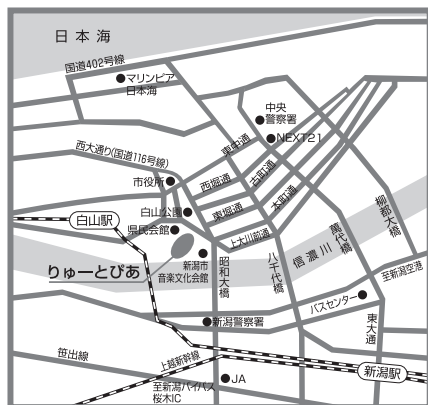 日本海
国道402号線
マリンピア
日本海
中央
警察署
NEXT21
西大通り(国道116号線)
東中通
市役所
西堀通
古町通
白山公園
東堀通
本町通
柳都大橋
白山駅
県民会館
上大川前通
萬代橋
りゅーとぴあ
新潟市
音楽文化会館
昭和大橋
八千代橋
信濃川
至新潟空港
バスセンター
新潟警察署
東大通
笹出線
上越新幹線
新潟駅
至新潟バイパス
桜木IC
JA